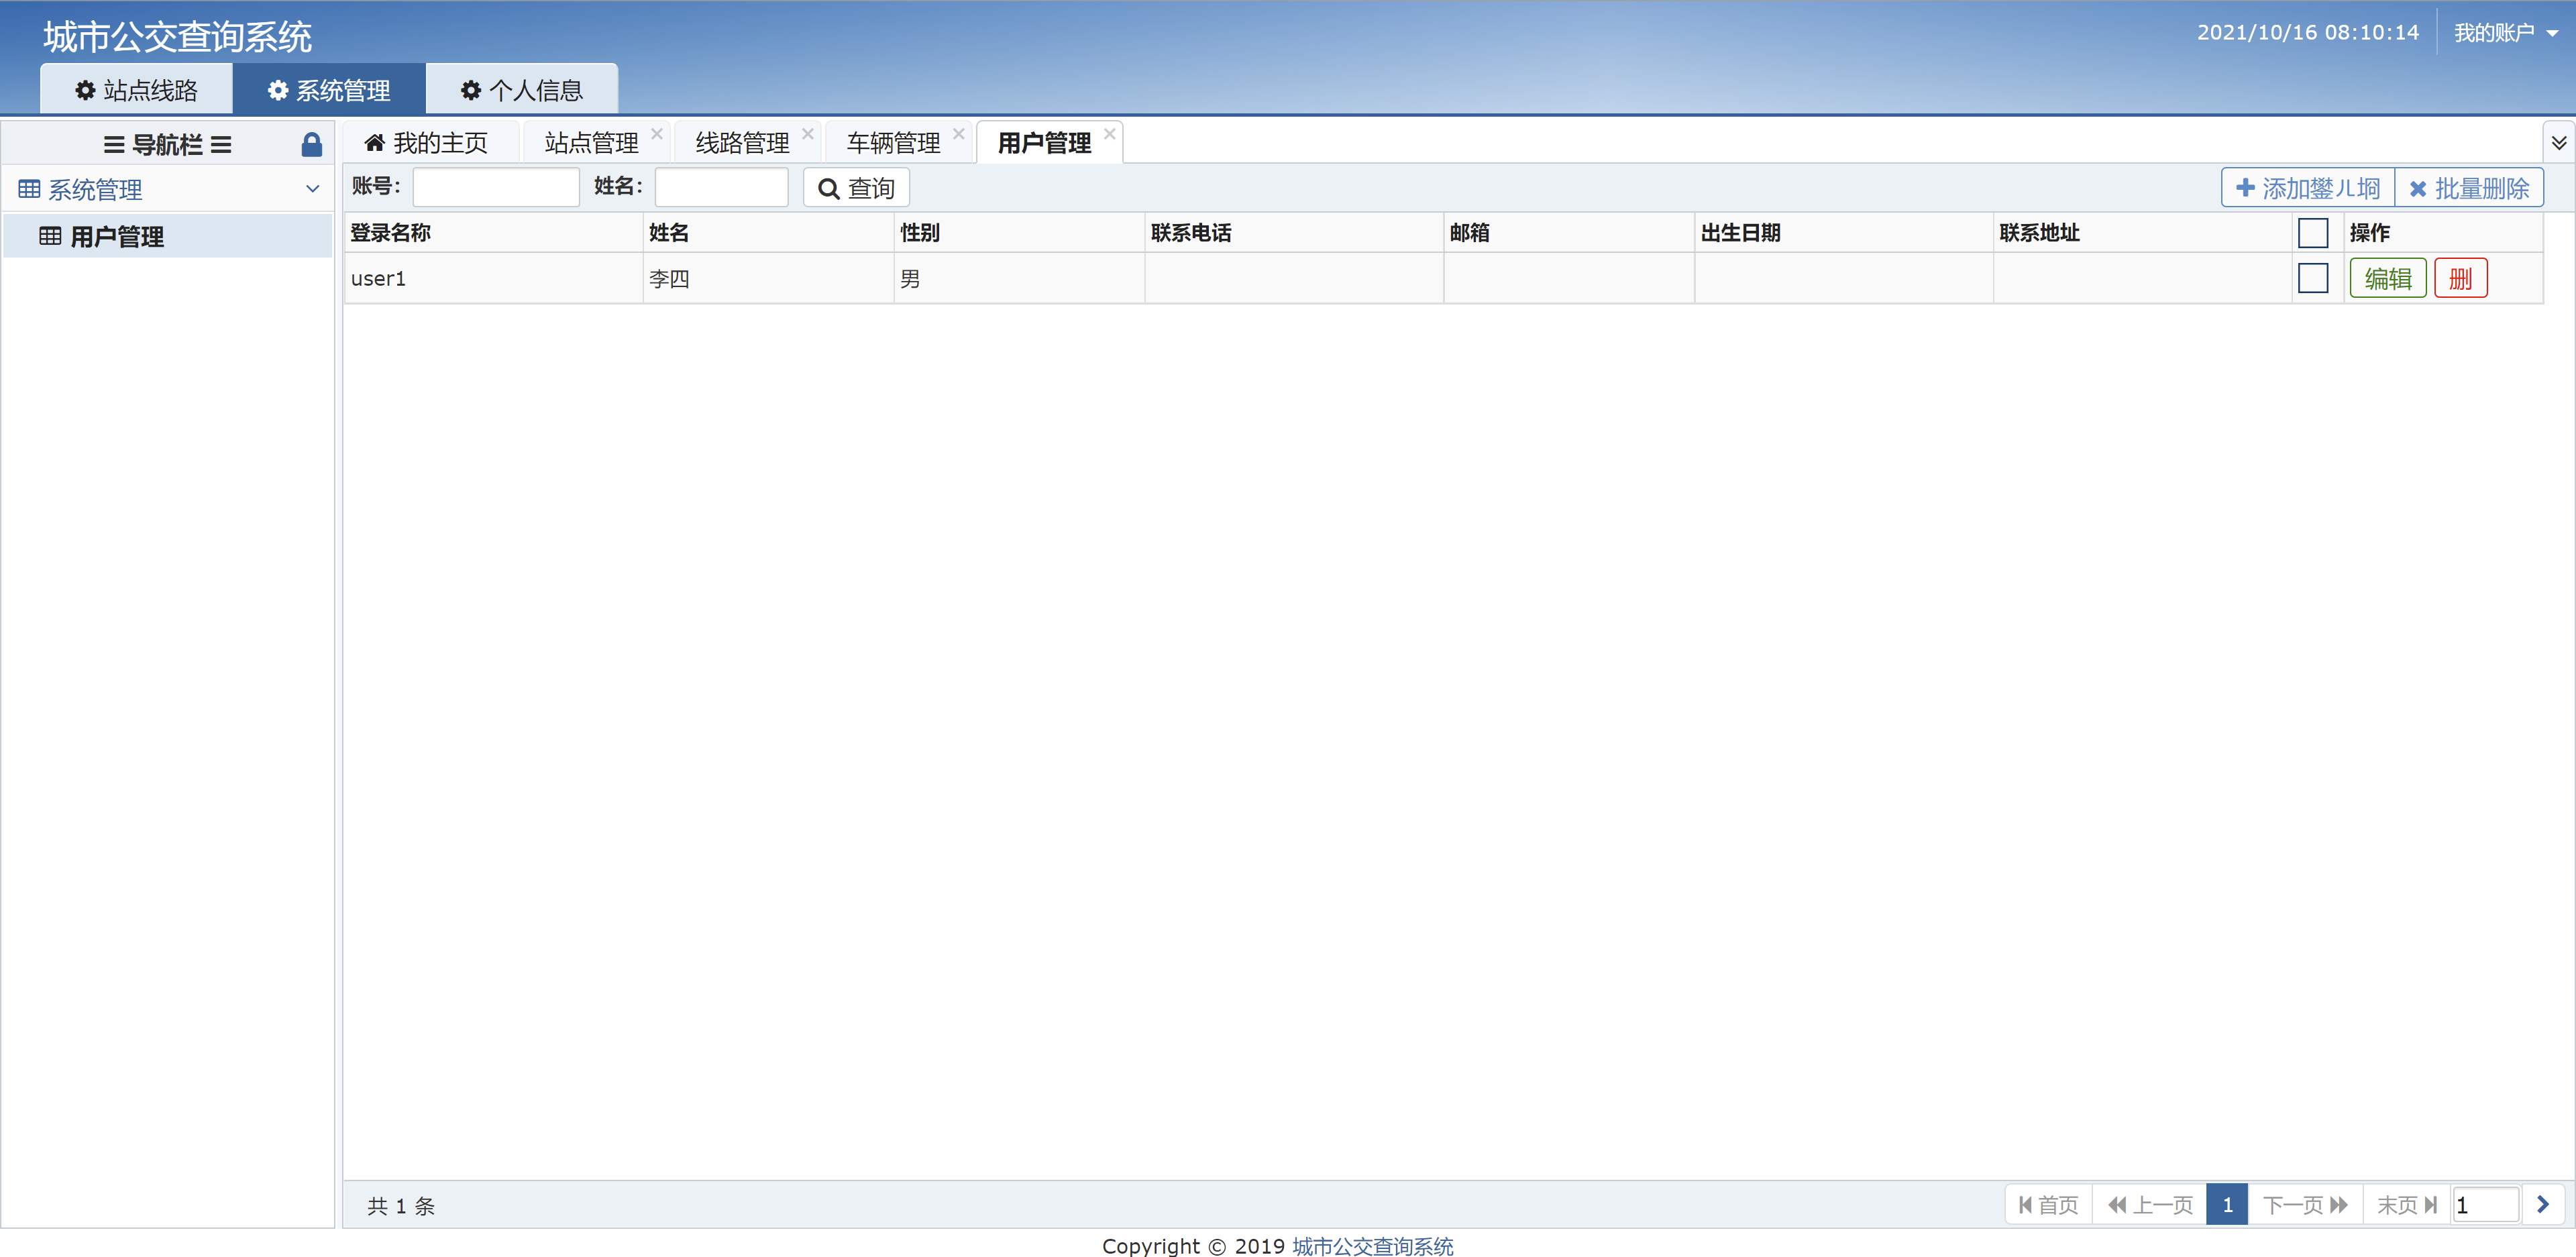 城市公交查询系统
2021/10/16 08:10:14 我的账户
站点线路 系统管理 个人信息
导航栏
系统管理
用户管理
我的主页 站点管理 线路管理 车辆管理 用户管理
账号: 姓名: 查询 添加鐢ㄦ埛 批量删除
登录名称 姓名 性别 联系电话 邮箱 出生日期 联系地址 操作
user1 李四 男 编辑 删
共 1 条
首页 上一页 1 下一页 末页 1
Copyright © 2019 城市公交查询系统